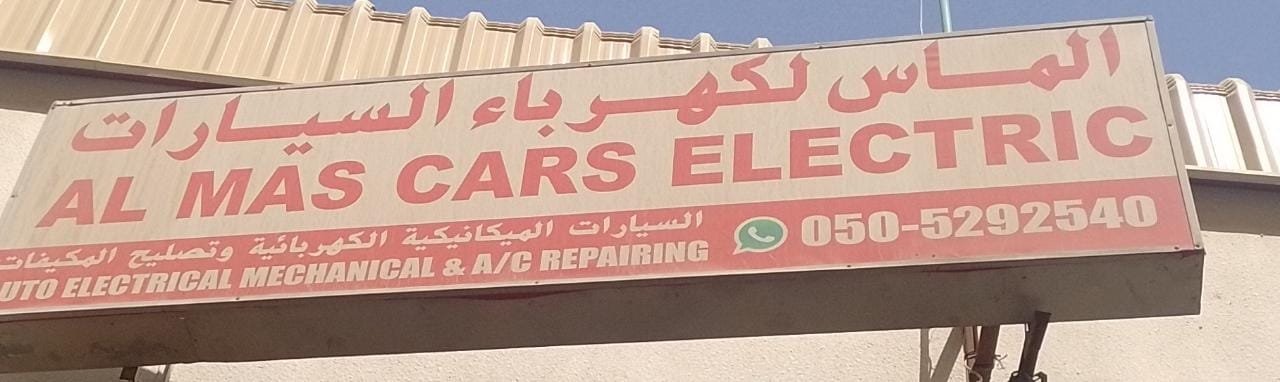 الماس لكهرباء السيارات
AL MAS CARS ELECTRIC
السيارات الميكانيكية الكهربائية وتصليح المكيفات
UTO ELECTRICAL MECHANICAL & A/C REPAIRING
050-5292540